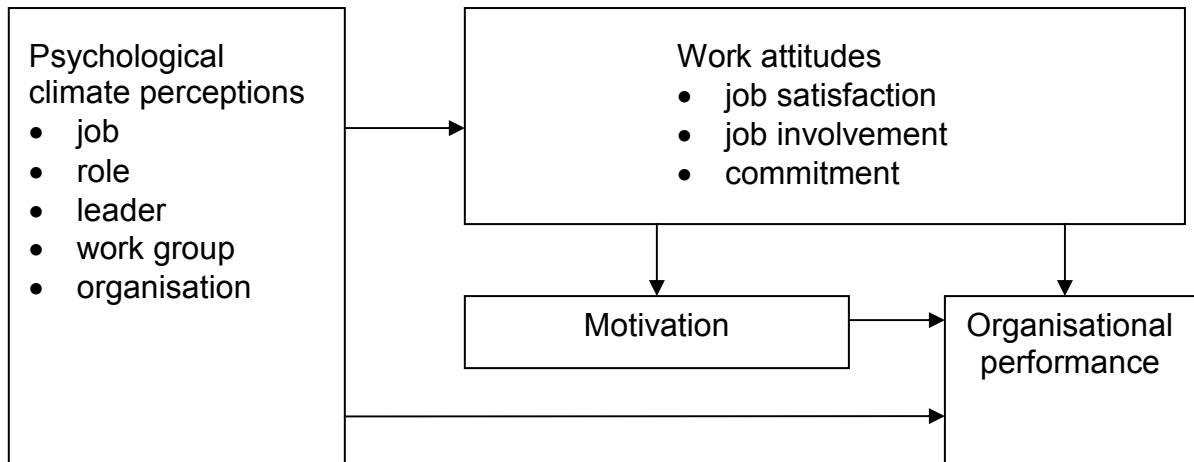 Psychological
climate perceptions
• job
• role
• leader
• work group
• organisation
Work attitudes
• job satisfaction
• job involvement
• commitment
Motivation
Organisational
performance